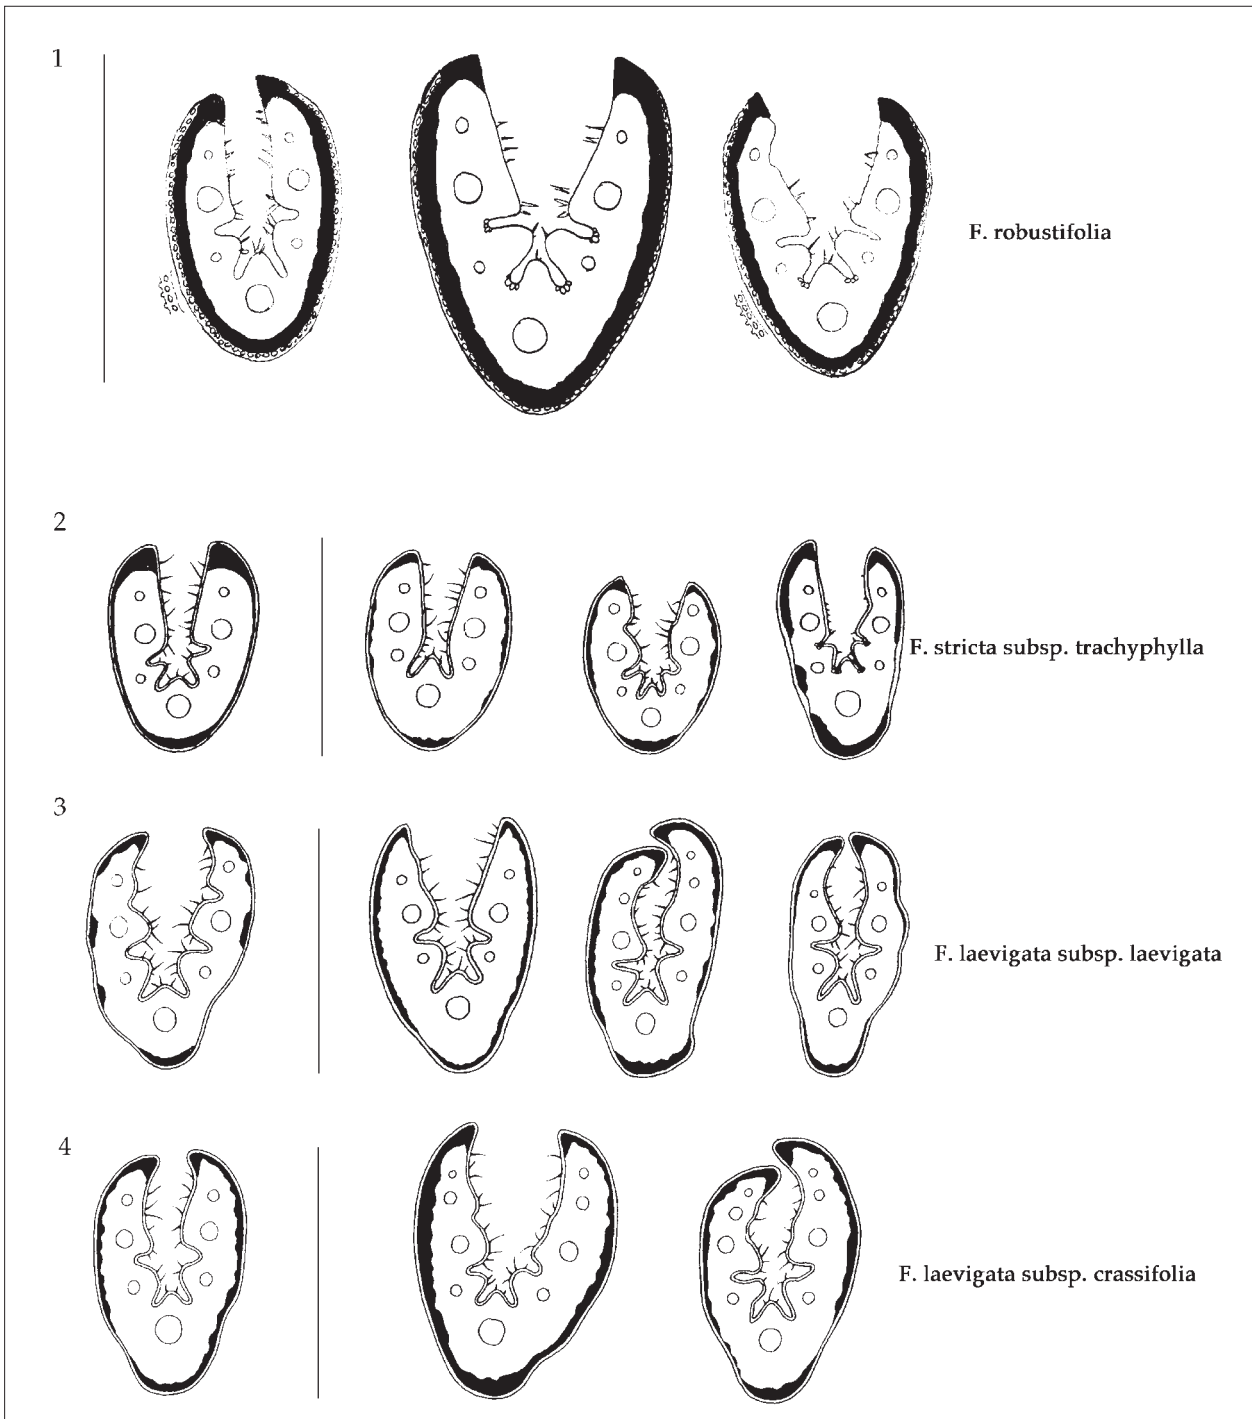 1
F. robustifolia
2
F. stricta subsp. trachyphylla
3
F. laevigata subsp. laevigata
4
F. laevigata subsp. crassifolia